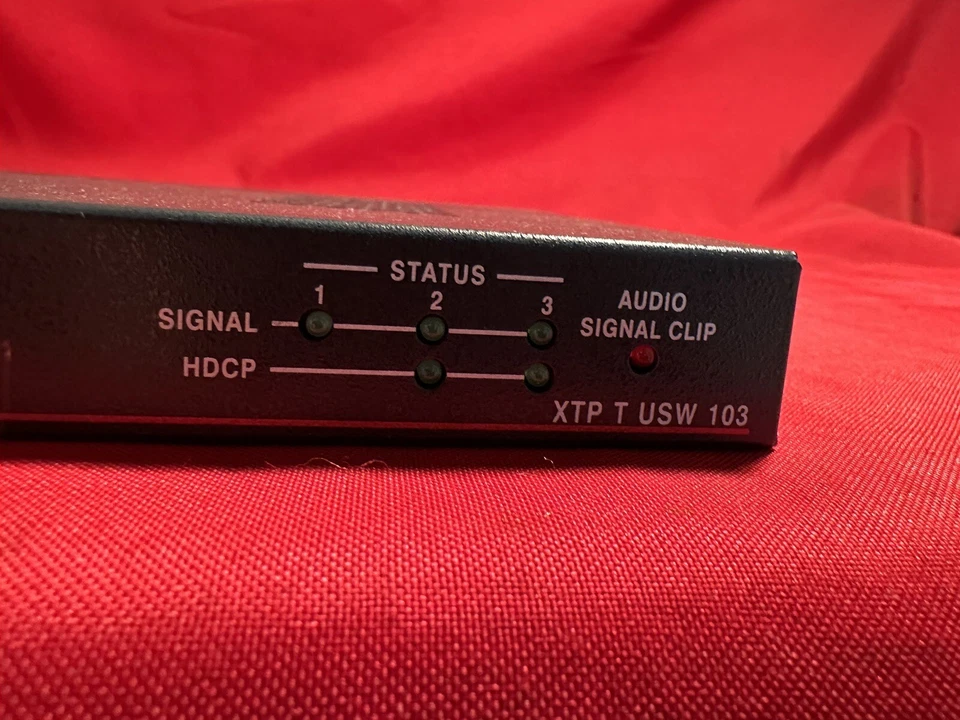 STATUS
1 2 3
SIGNAL
HDCP
AUDIO
SIGNAL CLIP
XTP T USW 103